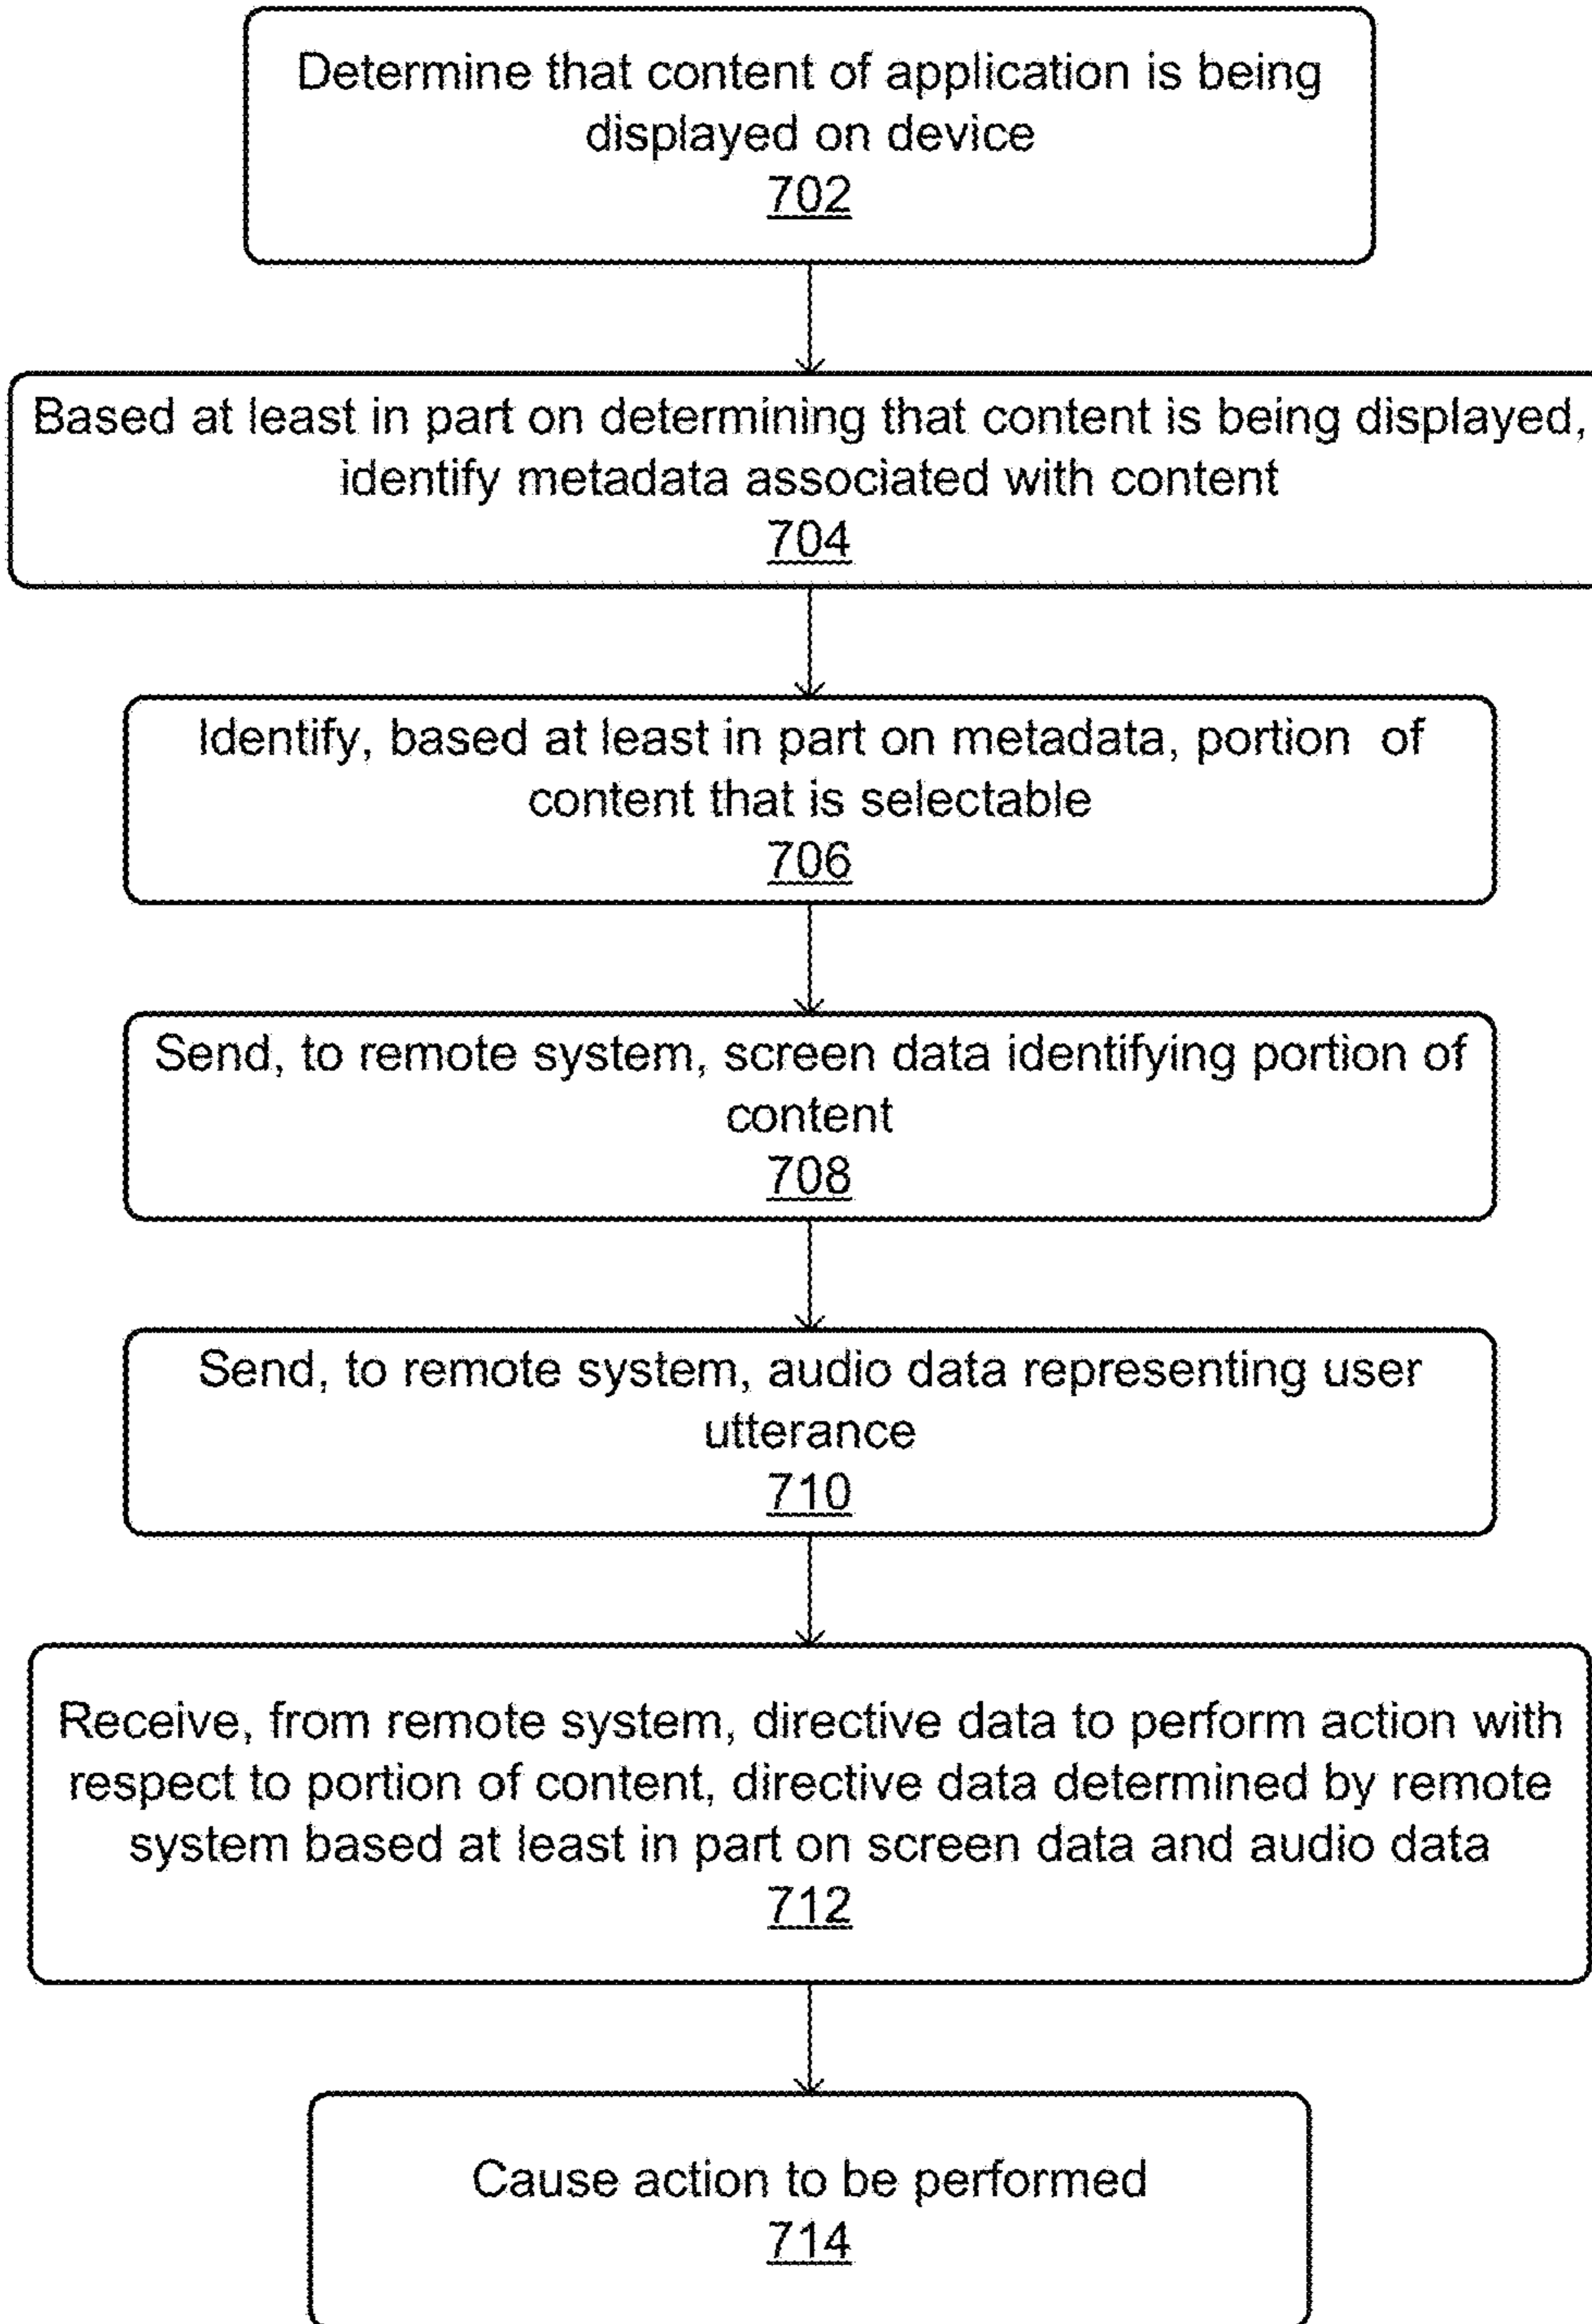 Determine that content of application is being
displayed on device
702
Based at least in part on determining that content is being displayed,
identify metadata associated with content
704
Identify, based at least in part on metadata, portion of
content that is selectable
706
Send, to remote system, screen data identifying portion of
content
708
Send, to remote system, audio data representing user
utterance
710
Receive, from remote system, directive data to perform action with
respect to portion of content, directive data determined by remote
system based at least in part on screen data and audio data
712
Cause action to be performed
714